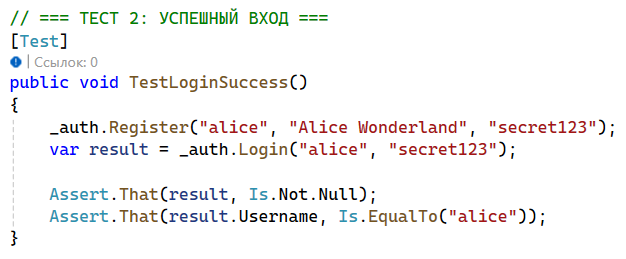 // === ТЕСТ 2: УСПЕШНЫЙ ВХОД ===
[Test]
| Ссылок: 0
public void TestLoginSuccess()
{
    _auth.Register("alice", "Alice Wonderland", "secret123");
    var result = _auth.Login("alice", "secret123");

    Assert.That(result, Is.Not.Null);
    Assert.That(result.Username, Is.EqualTo("alice"));
}